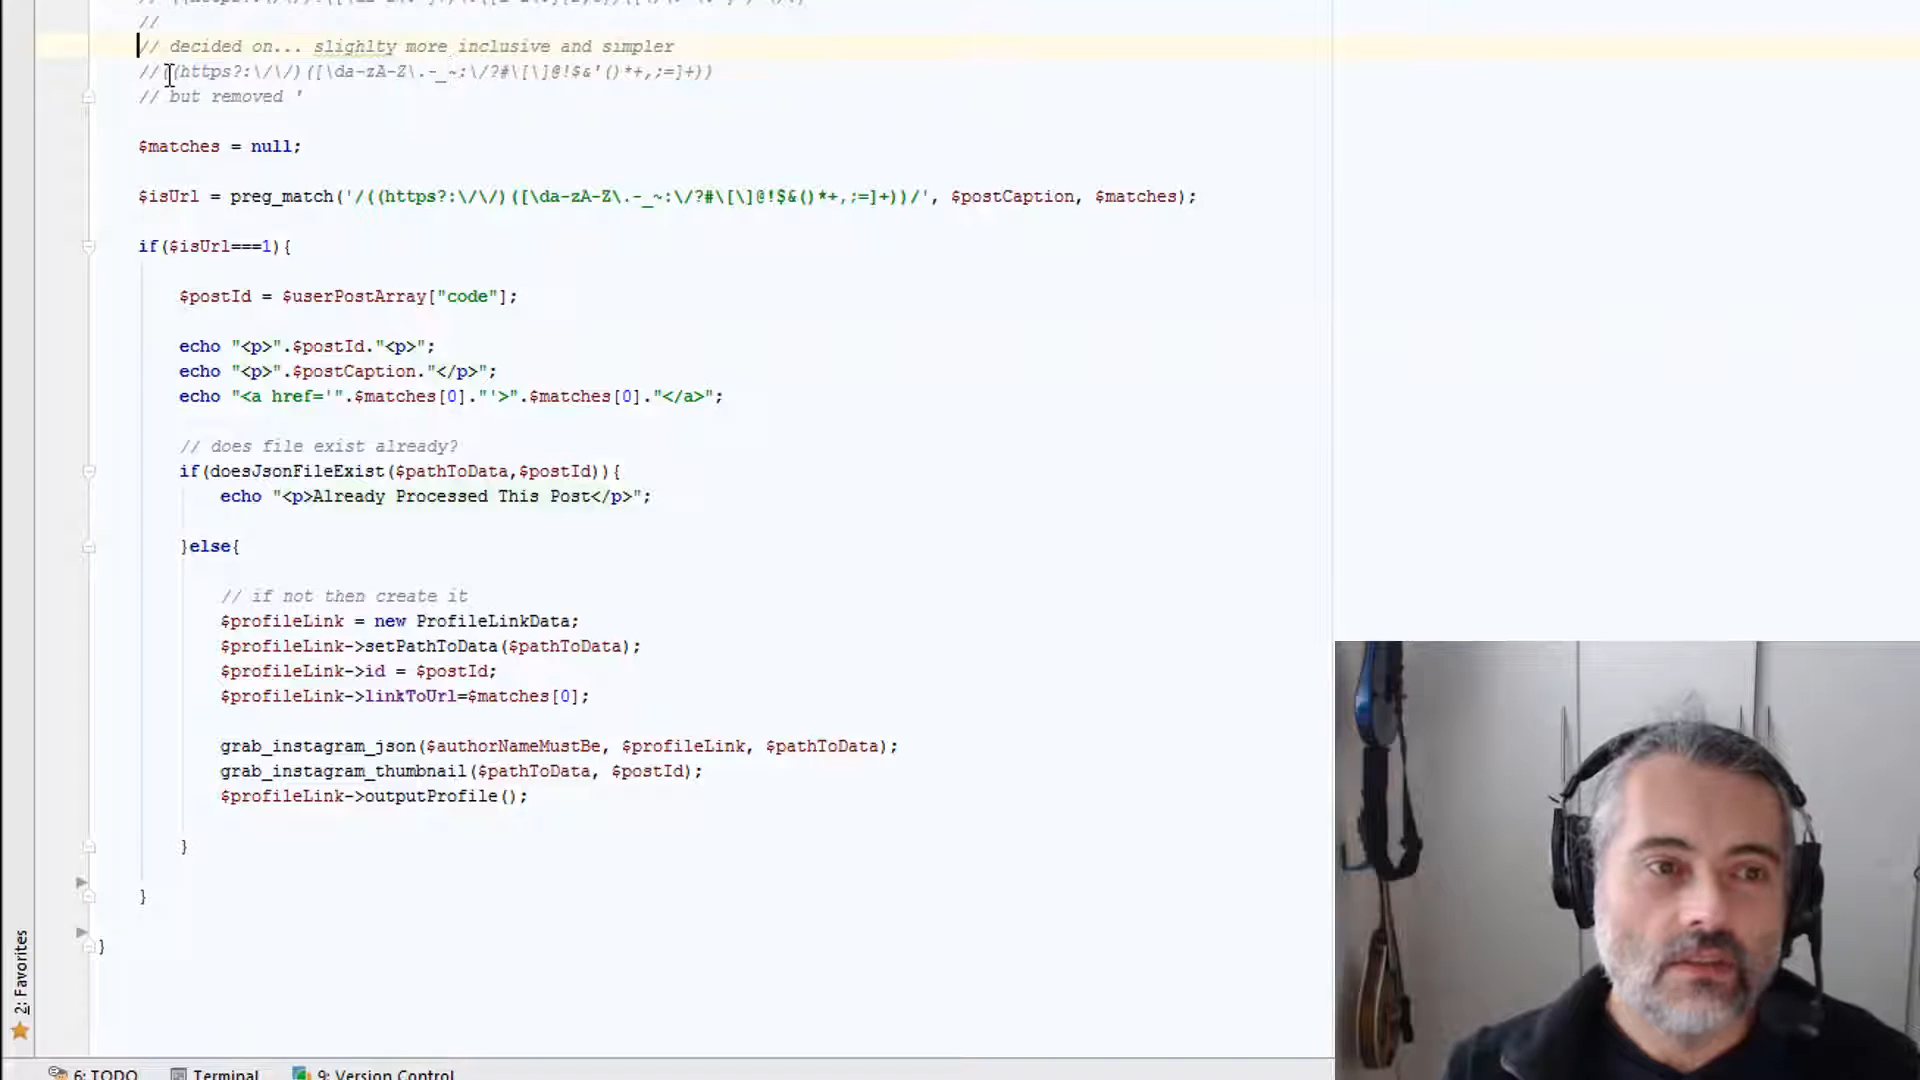 //
// decided on... slighlty more inclusive and simpler
//((https?:\/\/)([\da-zA-Z\.-_~:\/?#\[\]@!$&'()*+,;=]+))
// but removed '
$matches = null;
$isUrl = preg_match('/((https?:\/\/)([\da-zA-Z\.-_~:\/?#\[\]@!$&()*+,;=]+))/', $postCaption, $matches);
if($isUrl===1){
$postId = $userPostArray["code"];
echo "<p>".$postId."<p>";
echo "<p>".$postCaption."</p>";
echo "<a href='".$matches[0]."'>".$matches[0]."</a>";
// does file exist already?
if(doesJsonFileExist($pathToData,$postId)){
echo "<p>Already Processed This Post</p>";
}else{
// if not then create it
$profileLink = new ProfileLinkData;
$profileLink->setPathToData($pathToData);
$profileLink->id = $postId;
$profileLink->linkToUrl=$matches[0];
grab_instagram_json($authorNameMustBe, $profileLink, $pathToData);
grab_instagram_thumbnail($pathToData, $postId);
$profileLink->outputProfile();
}
}
}
2: Favorites
6: TODO
Terminal
9: Version Control